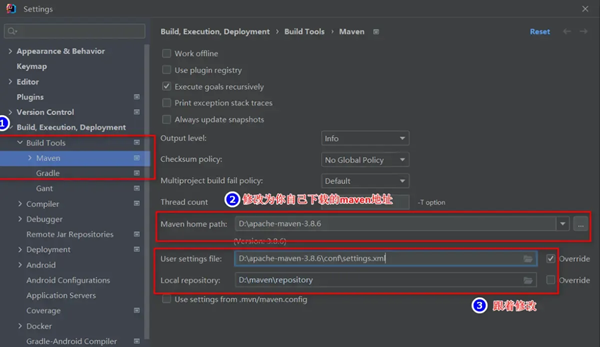 Settings
Appearance & Behavior
Keymap
Editor
Plugins
Version Control
1
Build, Execution, Deployment
Build Tools
Maven
Gradle
Gant
Compiler
Debugger
Remote Jar Repositories
Deployment
Android
Android Configurations
Application Servers
Coverage
Docker
Gradle-Android Compiler
Build, Execution, Deployment › Build Tools › Maven
Reset
Work offline
Use plugin registry
Execute goals recursively
Print exception stack traces
Always update snapshots
Output level: Info
Checksum policy: No Global Policy
Multiproject build fail policy: Default
2 修改为你自己下载的maven地址
Thread count -T option
Maven home path: D:\apache-maven-3.8.6 ...
(Version: 3.8.6)
User settings file: D:\apache-maven-3.8.6\conf\settings.xml Override
Local repository: D:\maven\repository Override
3 跟着修改
Use settings from .mvn/maven.config